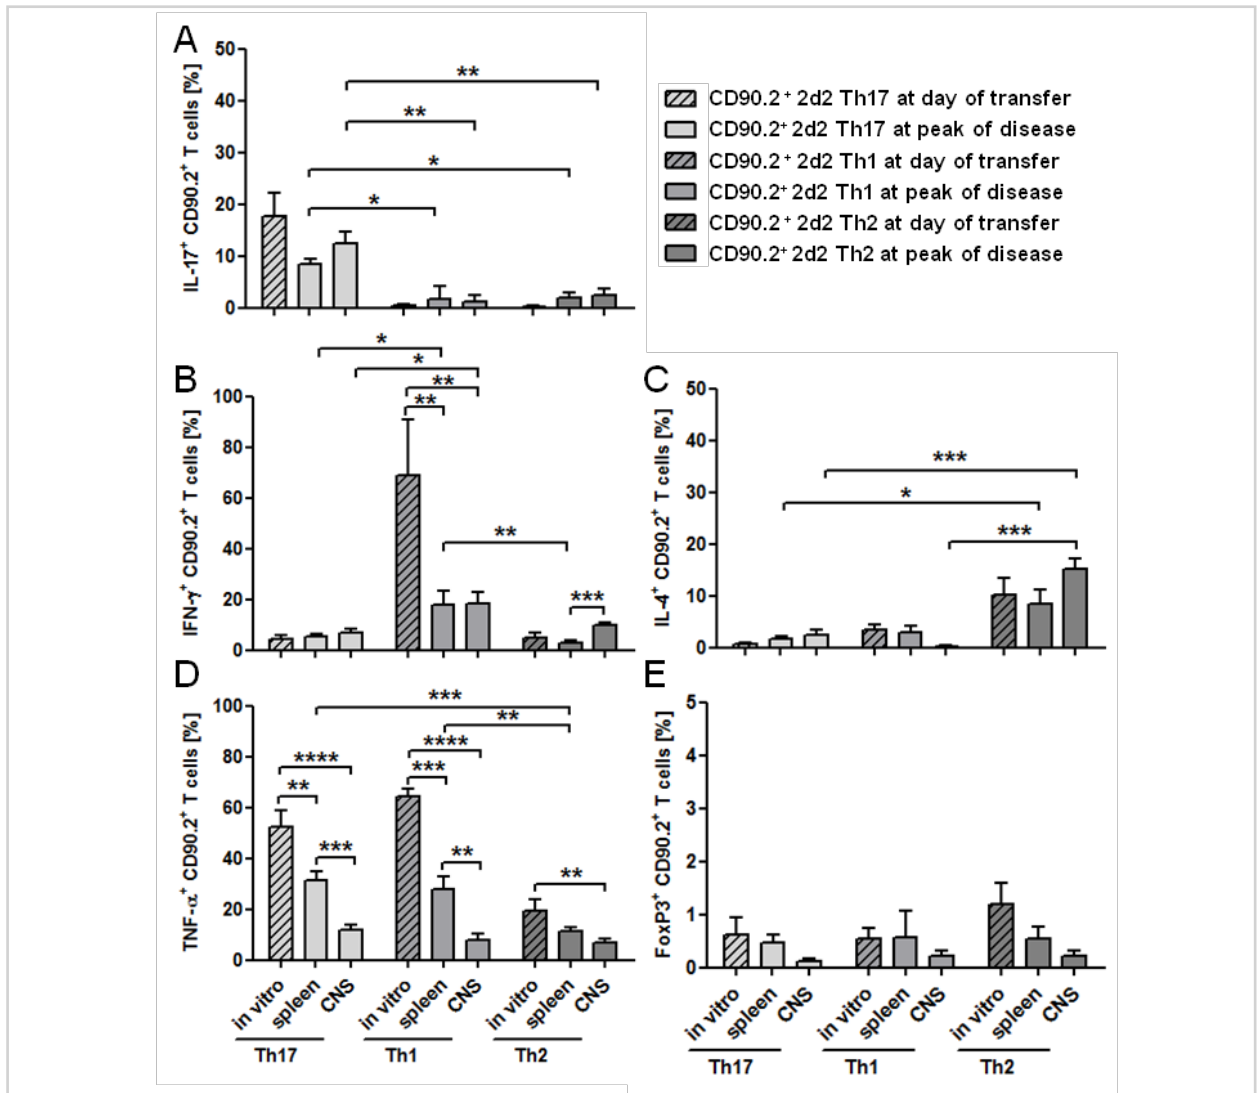 A
IL-17+ CD90.2+ T cells [%]
50
40
30
20
10
0
**
**
*
*
CD90.2+ 2d2 Th17 at day of transfer
CD90.2+ 2d2 Th17 at peak of disease
CD90.2+ 2d2 Th1 at day of transfer
CD90.2+ 2d2 Th1 at peak of disease
CD90.2+ 2d2 Th2 at day of transfer
CD90.2+ 2d2 Th2 at peak of disease
B
IFN-γ+ CD90.2+ T cells [%]
100
80
60
40
20
0
*
*
**
**
**
***
C
IL-4+ CD90.2+ T cells [%]
50
40
30
20
10
0
***
*
***
D
TNF-α+ CD90.2+ T cells [%]
100
80
60
40
20
0
***
**
****
****
***
**
***
**
**
in vitro spleen CNS in vitro spleen CNS in vitro spleen CNS
Th17 Th1 Th2
E
FoxP3+ CD90.2+ T cells [%]
5
4
3
2
1
0
in vitro spleen CNS in vitro spleen CNS in vitro spleen CNS
Th17 Th1 Th2